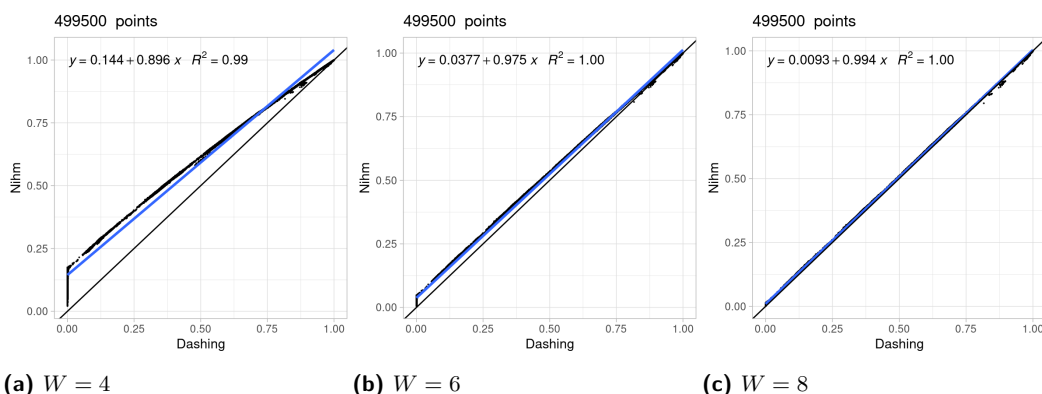 499500 points
y = 0.144 + 0.896 x R² = 0.99
1.00
0.75
0.50
0.25
0.00
Nihm
0.00 0.25 0.50 0.75 1.00
Dashing
(a) W = 4
499500 points
y = 0.0377 + 0.975 x R² = 1.00
1.00
0.75
0.50
0.25
0.00
Nihm
0.00 0.25 0.50 0.75 1.00
Dashing
(b) W = 6
499500 points
y = 0.0093 + 0.994 x R² = 1.00
1.00
0.75
0.50
0.25
0.00
Nihm
0.00 0.25 0.50 0.75 1.00
Dashing
(c) W = 8